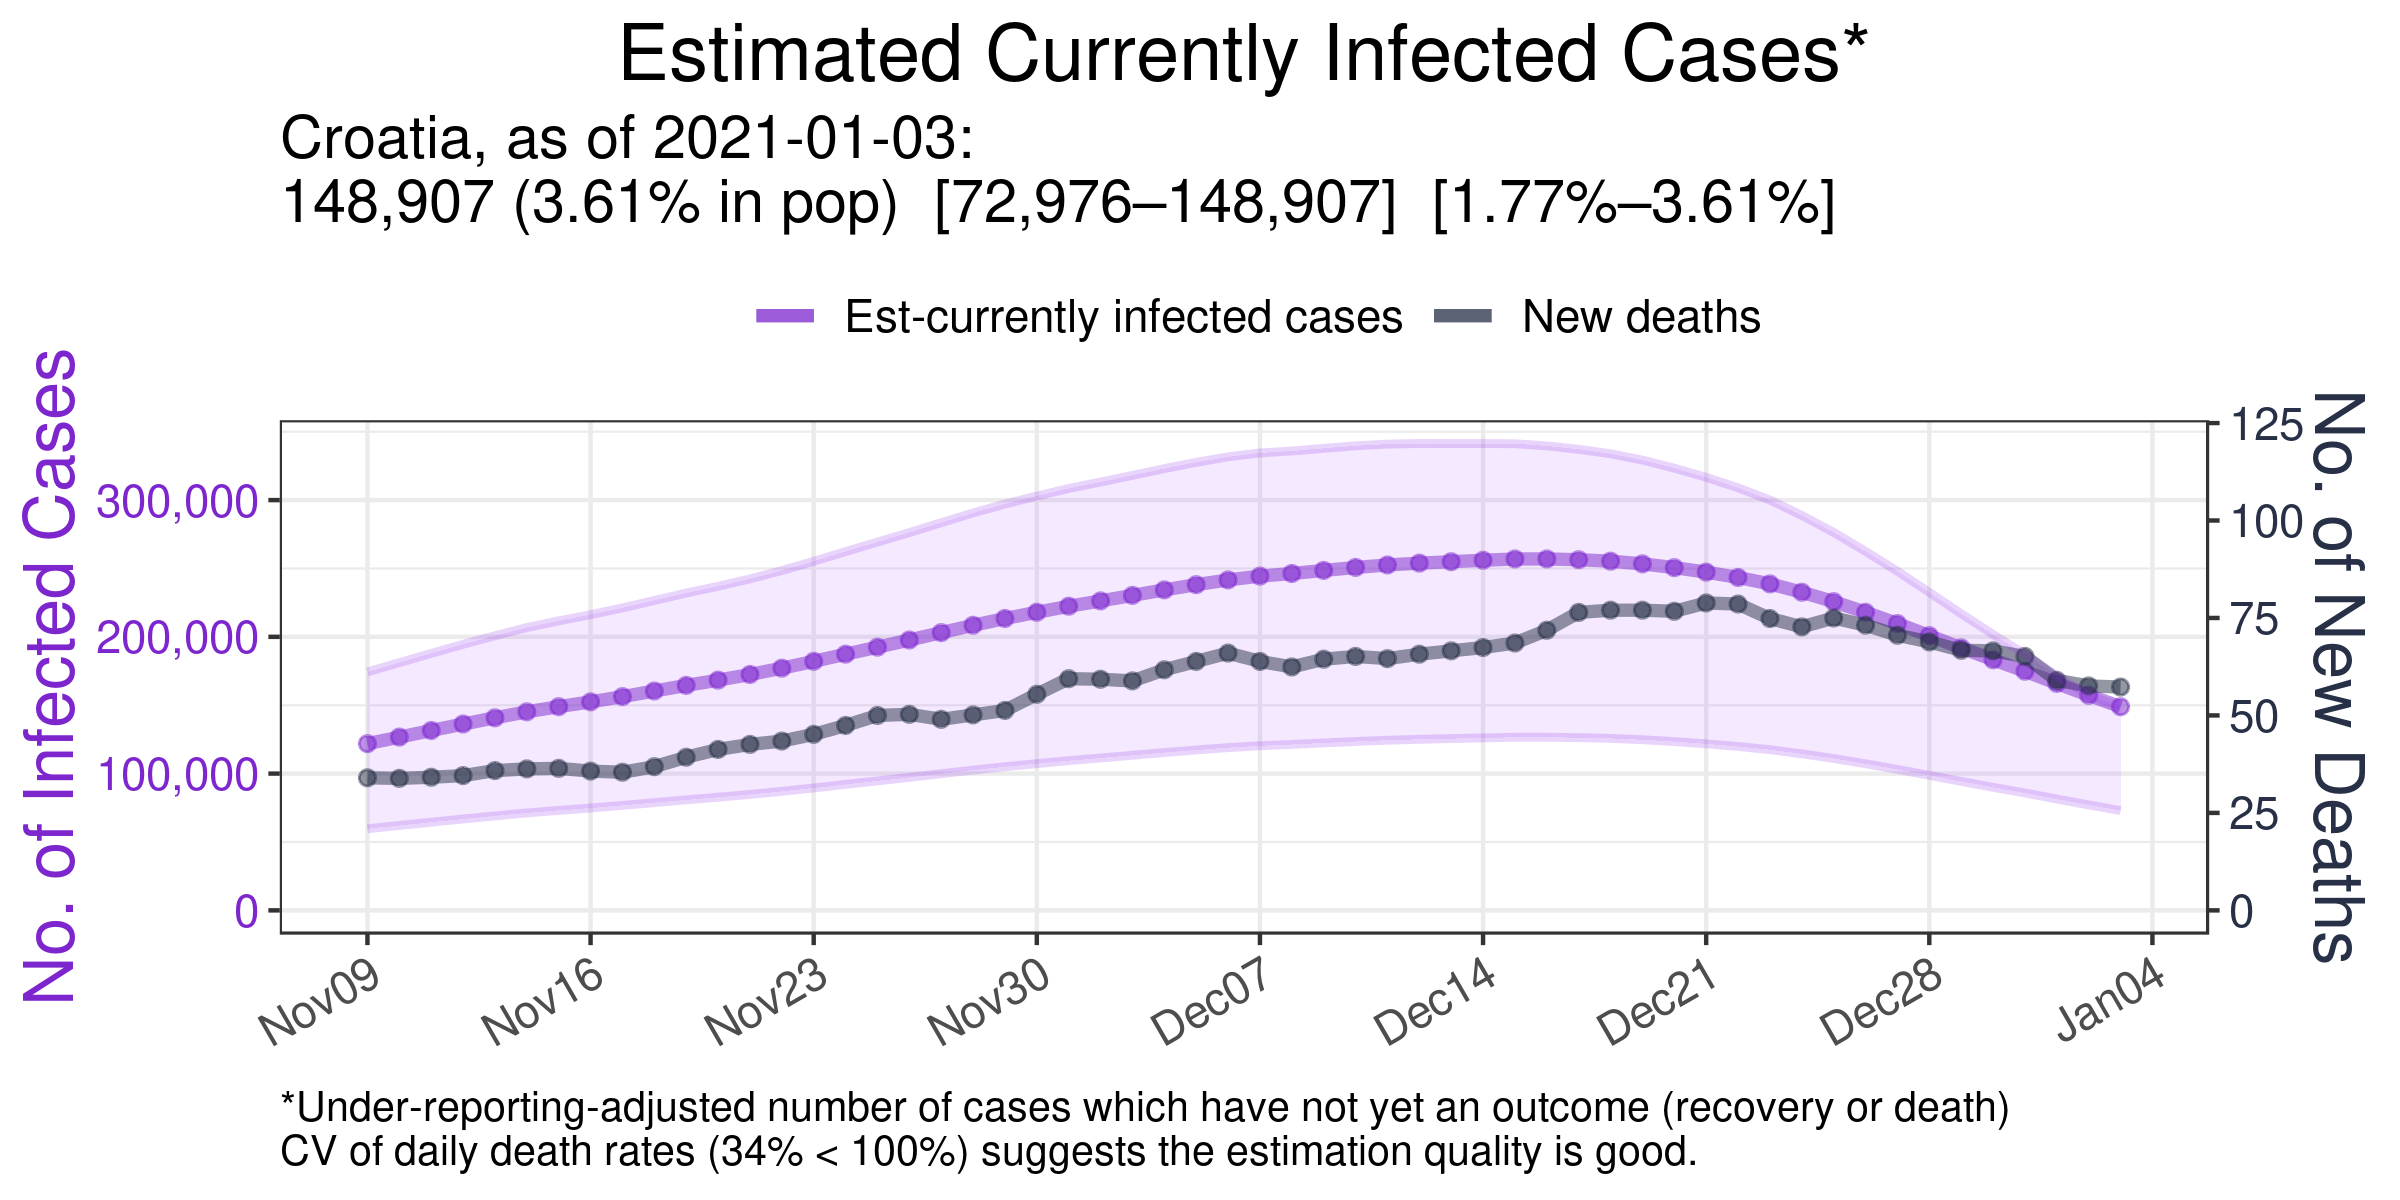 Estimated Currently Infected Cases*
Croatia, as of 2021-01-03:
148,907 (3.61% in pop)  [72,976–148,907]  [1.77%–3.61%]
Est-currently infected cases
New deaths
No. of Infected Cases
300,000
200,000
100,000
0
125
100
75
50
25
0
No. of New Deaths
Nov09
Nov16
Nov23
Nov30
Dec07
Dec14
Dec21
Dec28
Jan04
*Under-reporting-adjusted number of cases which have not yet an outcome (recovery or death)
CV of daily death rates (34% < 100%) suggests the estimation quality is good.